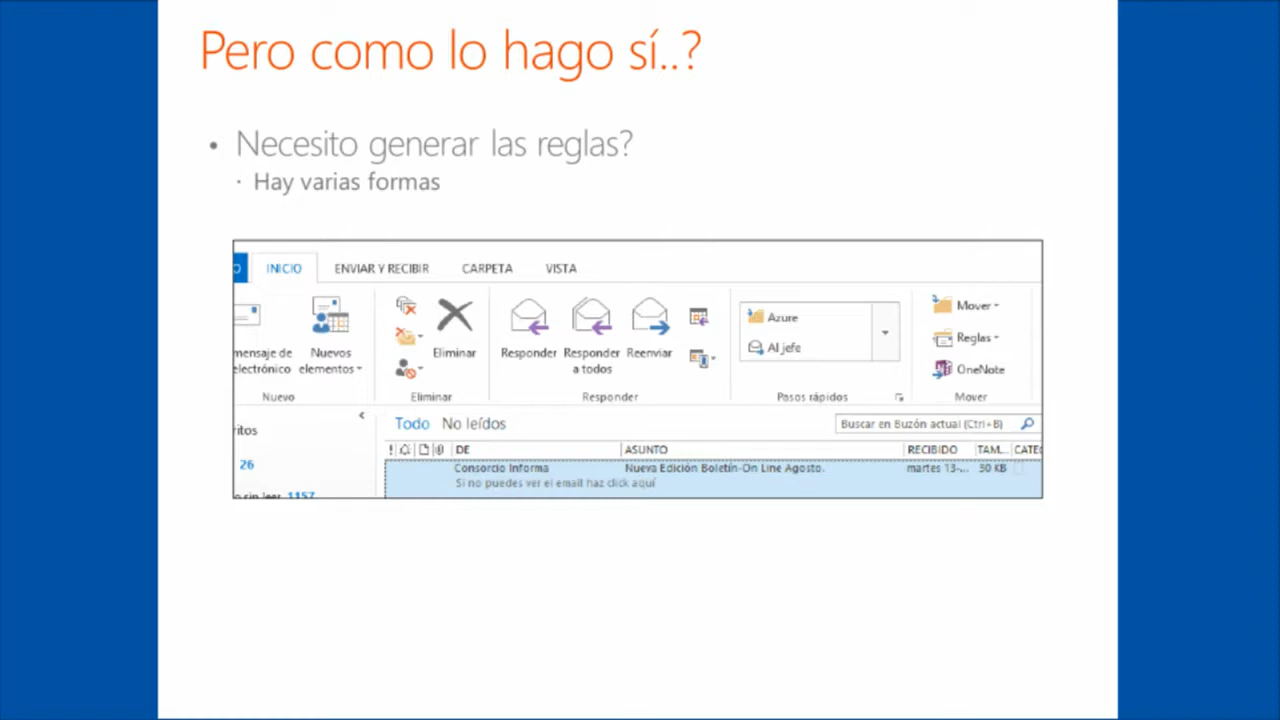 Pero como lo hago sí..?
• Necesito generar las reglas?
· Hay varias formas
O INICIO ENVIAR Y RECIBIR CARPETA VISTA
mensaje de electrónico
Nuevos elementos
Nuevo
Eliminar
Eliminar
Responder
Responder a todos
Reenviar
Responder
Azure
Al jefe
Pasos rápidos
Mover
Reglas
OneNote
Mover
ritos
26
o sin leer 1157
Todo No leídos
Buscar en Buzón actual (Ctrl+B)
! DE ASUNTO RECIBIDO TAM... CATE
Consorcio Informa Nueva Edición Boletín-On Line Agosto. martes 13-... 30 KB
Si no puedes ver el email haz click aquí